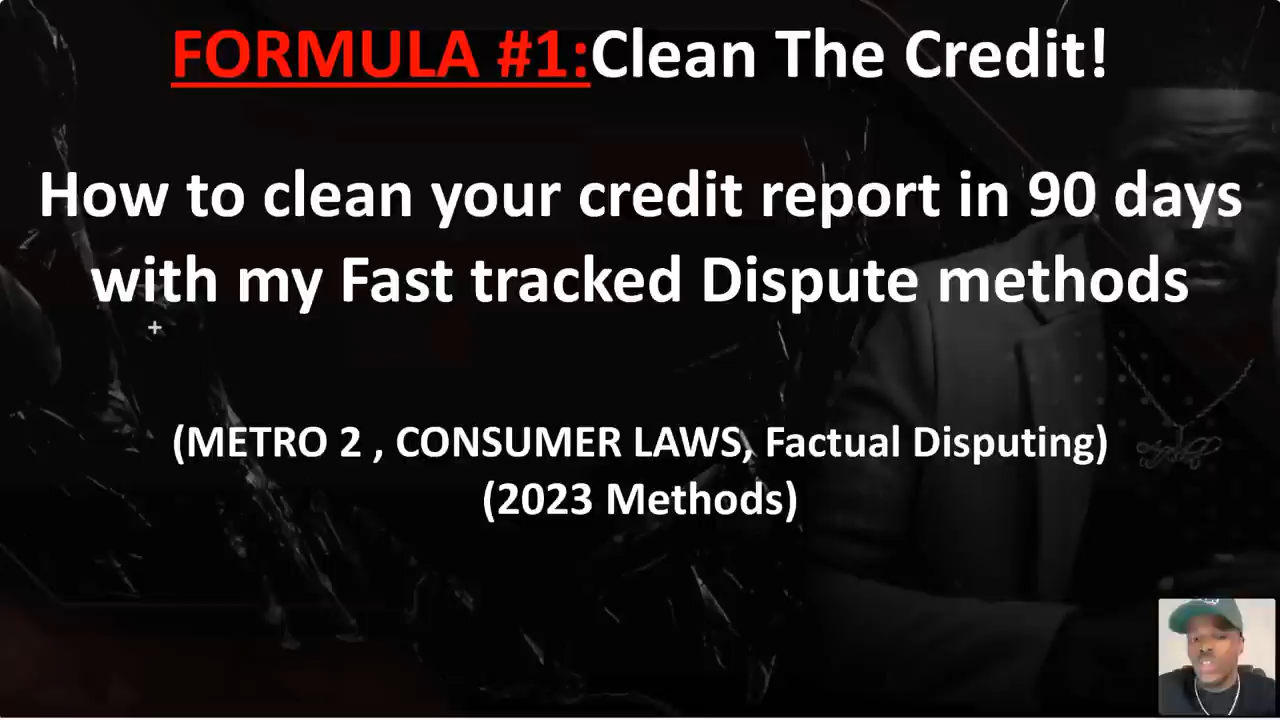 FORMULA #1:Clean The Credit!
How to clean your credit report in 90 days
with my Fast tracked Dispute methods
(METRO 2 , CONSUMER LAWS, Factual Disputing)
(2023 Methods)